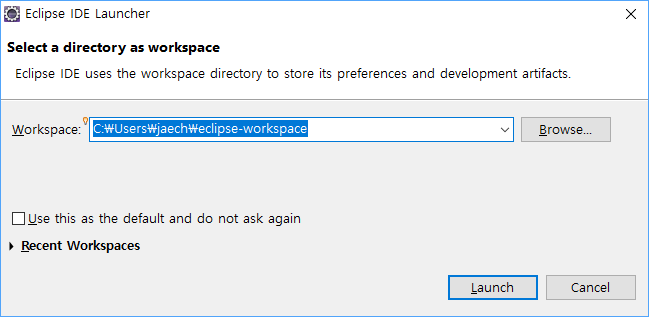 Eclipse IDE Launcher
Select a directory as workspace
Eclipse IDE uses the workspace directory to store its preferences and development artifacts.
Workspace: C:₩Users₩jaech₩eclipse-workspace Browse...
Use this as the default and do not ask again
Recent Workspaces
Launch Cancel